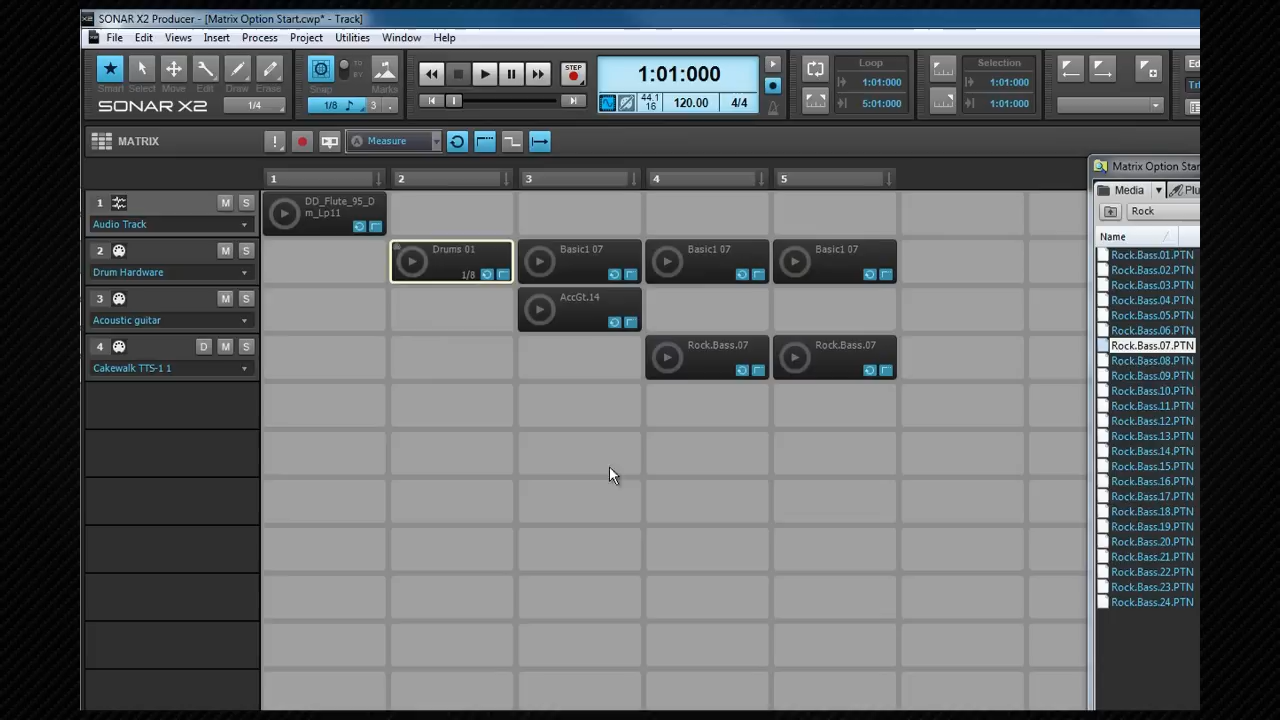 SONAR X2 Producer - [Matrix Option Start.cwp* - Track]
File Edit Views Insert Process Project Utilities Window Help
Smart Select Move Edit Draw Erase
Snap TO BY Marks
SONAR X2 1/4 1/8 3
STEP
1:01:000
44.1 16 120.00 4/4
Loop
1:01:000
5:01:000
Selection
1:01:000
1:01:000
MATRIX ! A Measure
1 2 3 4 5
1 M S
Audio Track
DD_Flute_95_D
m_Lp11
2 M S
Drum Hardware
Drums 01 1/8
Basic1 07
Basic1 07
Basic1 07
3 M S
Acoustic guitar
AccGt.14
4 D M S
Cakewalk TTS-1 1
Rock.Bass.07
Rock.Bass.07
Matrix Option Star
Media Plu
Rock
Name
Rock.Bass.01.PTN
Rock.Bass.02.PTN
Rock.Bass.03.PTN
Rock.Bass.04.PTN
Rock.Bass.05.PTN
Rock.Bass.06.PTN
Rock.Bass.07.PTN
Rock.Bass.08.PTN
Rock.Bass.09.PTN
Rock.Bass.10.PTN
Rock.Bass.11.PTN
Rock.Bass.12.PTN
Rock.Bass.13.PTN
Rock.Bass.14.PTN
Rock.Bass.15.PTN
Rock.Bass.16.PTN
Rock.Bass.17.PTN
Rock.Bass.18.PTN
Rock.Bass.19.PTN
Rock.Bass.20.PTN
Rock.Bass.21.PTN
Rock.Bass.22.PTN
Rock.Bass.23.PTN
Rock.Bass.24.PTN